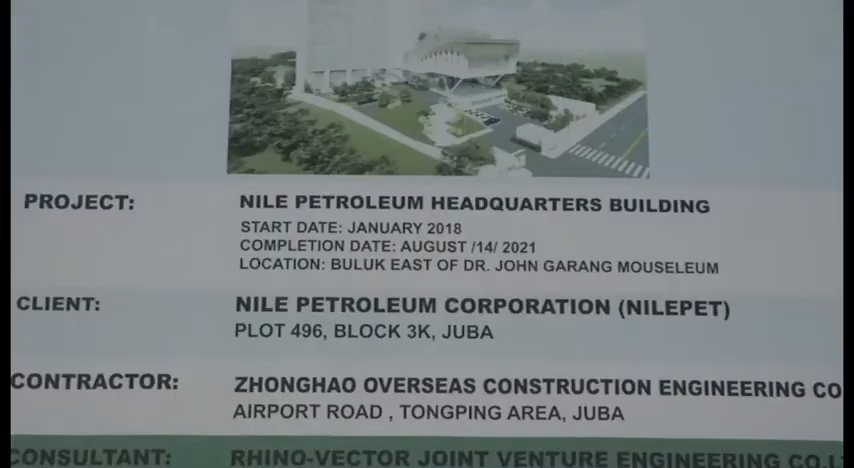 PROJECT: NILE PETROLEUM HEADQUARTERS BUILDING
START DATE: JANUARY 2018
COMPLETION DATE: AUGUST /14/ 2021
LOCATION: BULUK EAST OF DR. JOHN GARANG MOUSELEUM
CLIENT: NILE PETROLEUM CORPORATION (NILEPET)
PLOT 496, BLOCK 3K, JUBA
CONTRACTOR: ZHONGHAO OVERSEAS CONSTRUCTION ENGINEERING CO
AIRPORT ROAD , TONGPING AREA, JUBA
CONSULTANT: RHINO-VECTOR JOINT VENTURE ENGINEERING CO.L